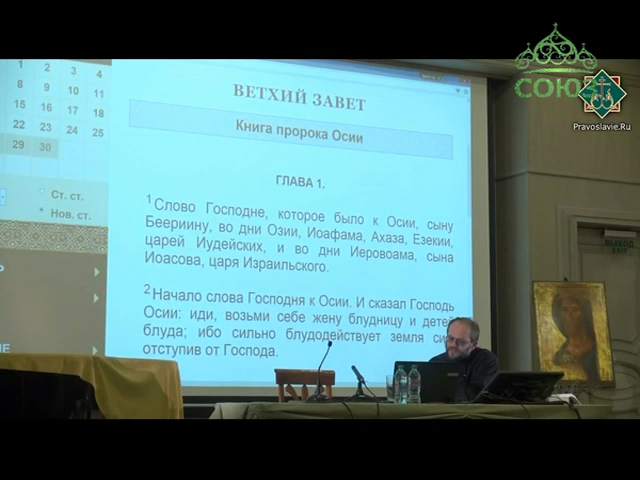 СОЮЗ
Pravoslavie.Ru
1 2 3 4
8 9 10 11
15 16 17 18
22 23 24 25
29 30
Ст. ст.
Нов. ст.
ВЕТХИЙ ЗАВЕТ
Книга пророка Осии
ГЛАВА 1.
1 Слово Господне, которое было к Осии, сыну
Беериину, во дни Озии, Иоафама, Ахаза, Езекии,
царей Иудейских, и во дни Иеровоама, сына
Иоасова, царя Израильского.
2 Начало слова Господня к Осии. И сказал Господь
Осии: иди, возьми себе жену блудницу и детей
блуда; ибо сильно блудодействует земля сия,
отступив от Господа.
ВЫХОД
EXIT